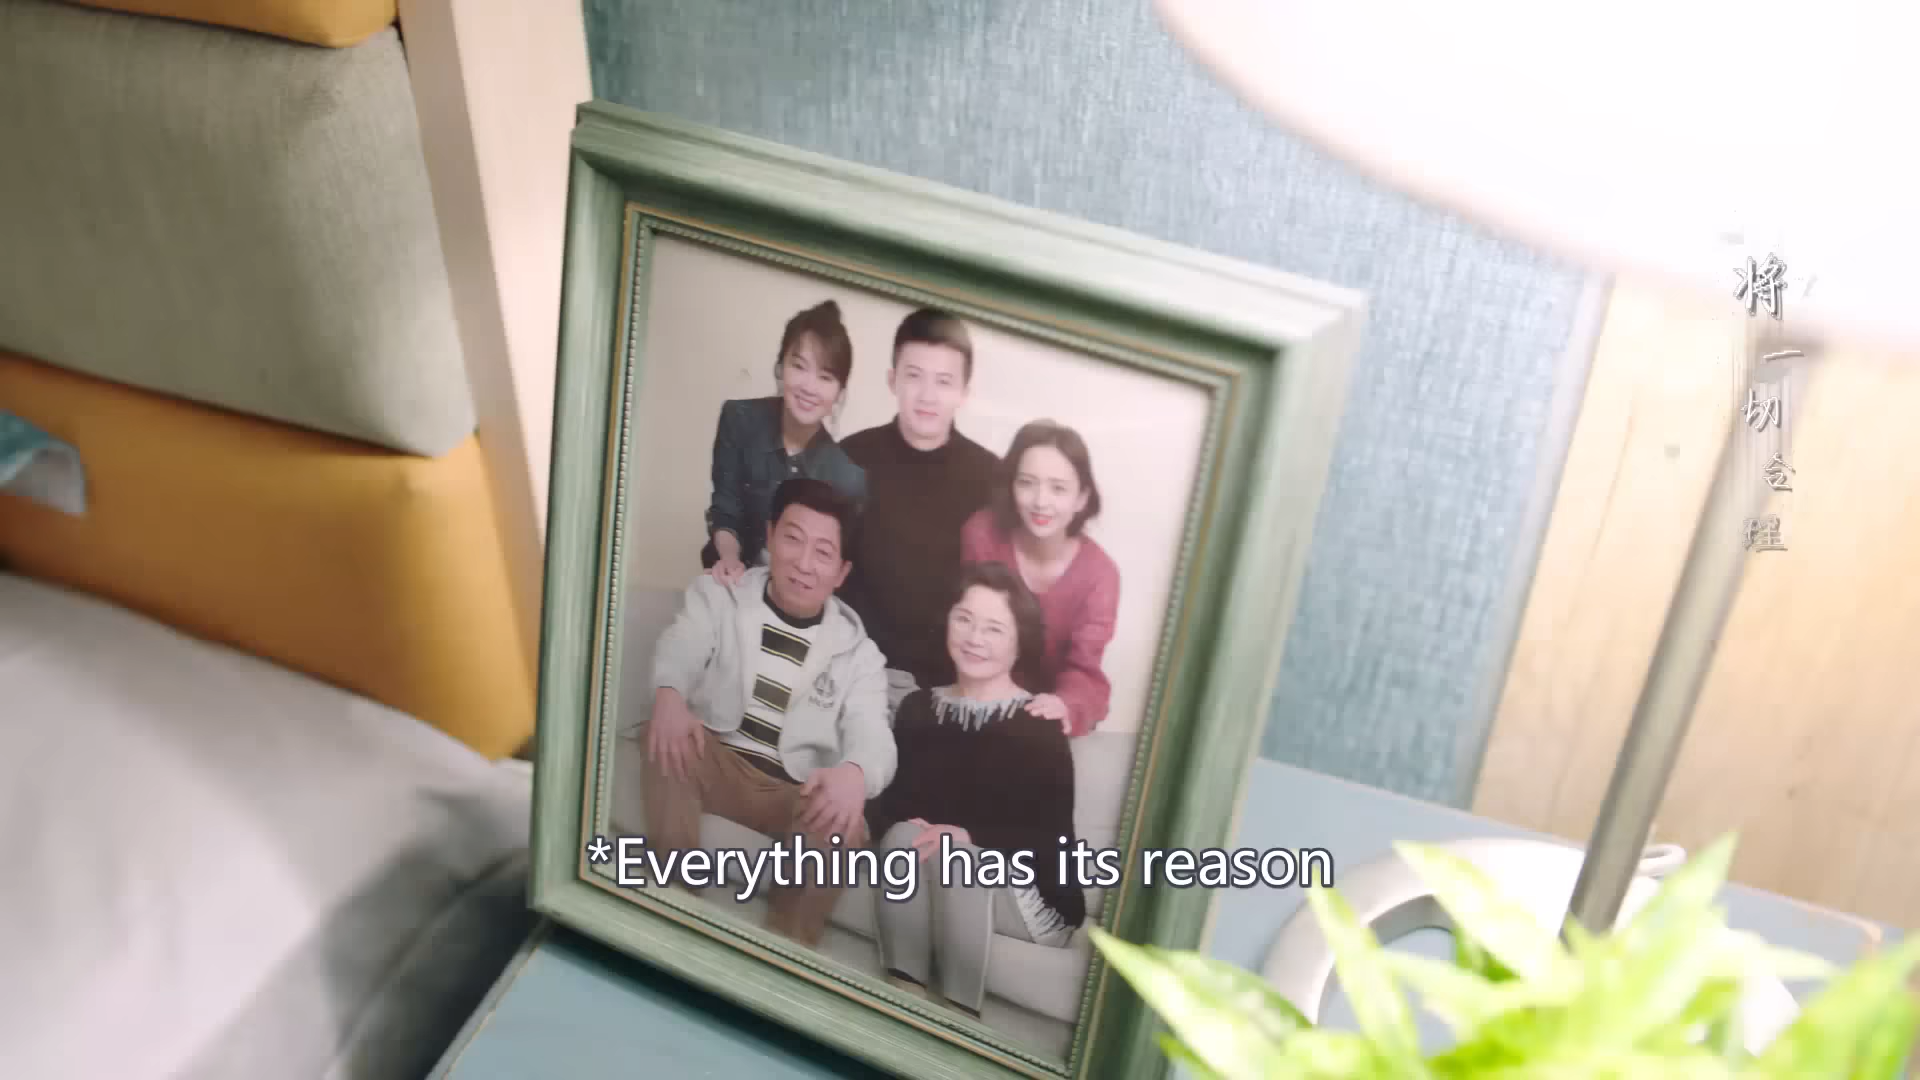 将一切合理
*Everything has its reason